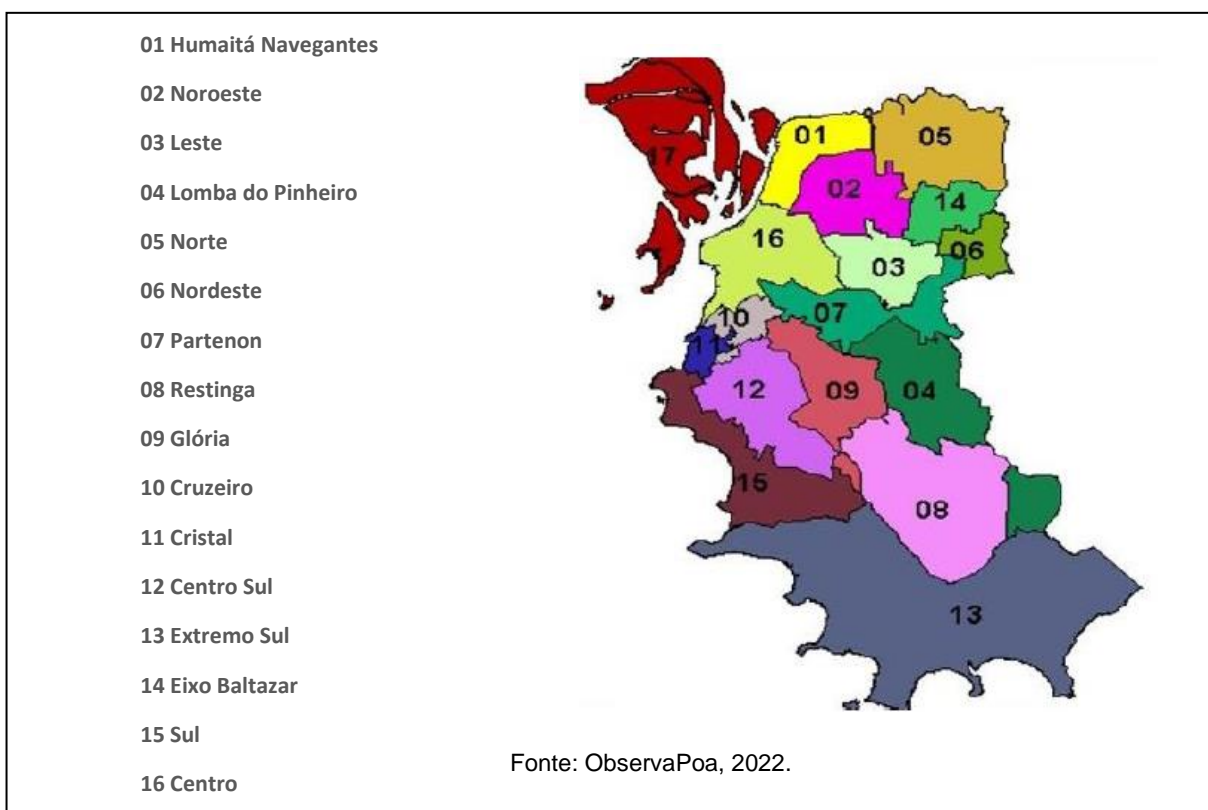 01 Humaitá Navegantes
02 Noroeste
03 Leste
04 Lomba do Pinheiro
05 Norte
06 Nordeste
07 Partenon
08 Restinga
09 Glória
10 Cruzeiro
11 Cristal
12 Centro Sul
13 Extremo Sul
14 Eixo Baltazar
15 Sul
16 Centro
01
05
17
02
14
16
06
03
10
07
11
12
09
04
15
08
13
Fonte: ObservaPoa, 2022.